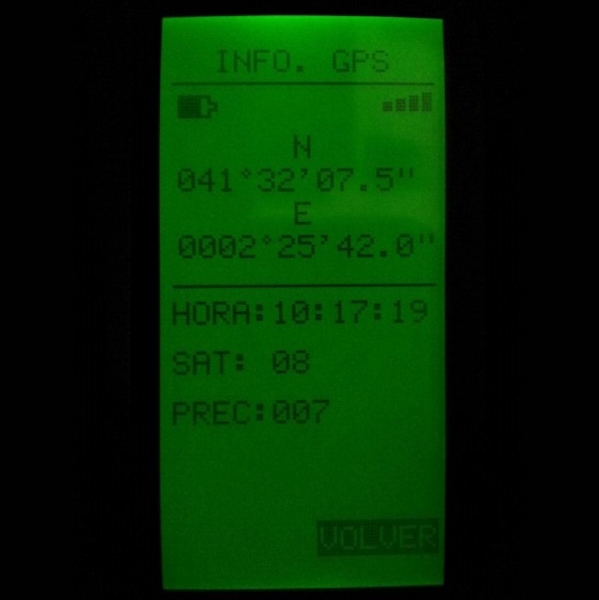 INFO. GPS
N
041°32'07.5"
E
0002°25'42.0"
HORA:10:17:19
SAT: 08
PREC:007
VOLVER